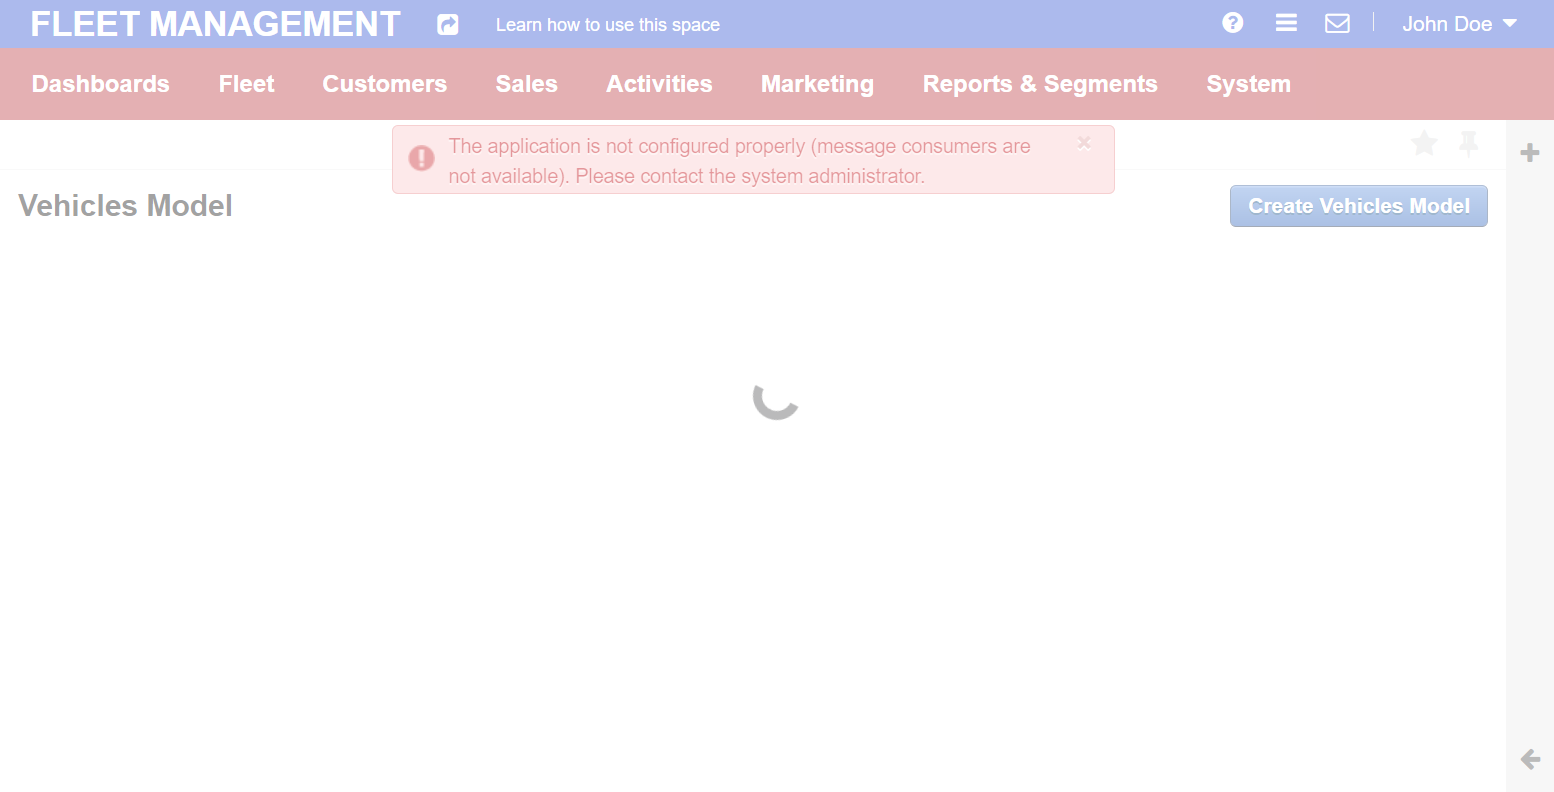 FLEET MANAGEMENT
Learn how to use this space
John Doe
Dashboards
Fleet
Customers
Sales
Activities
Marketing
Reports & Segments
System
The application is not configured properly (message consumers are
not available). Please contact the system administrator.
Vehicles Model
Create Vehicles Model